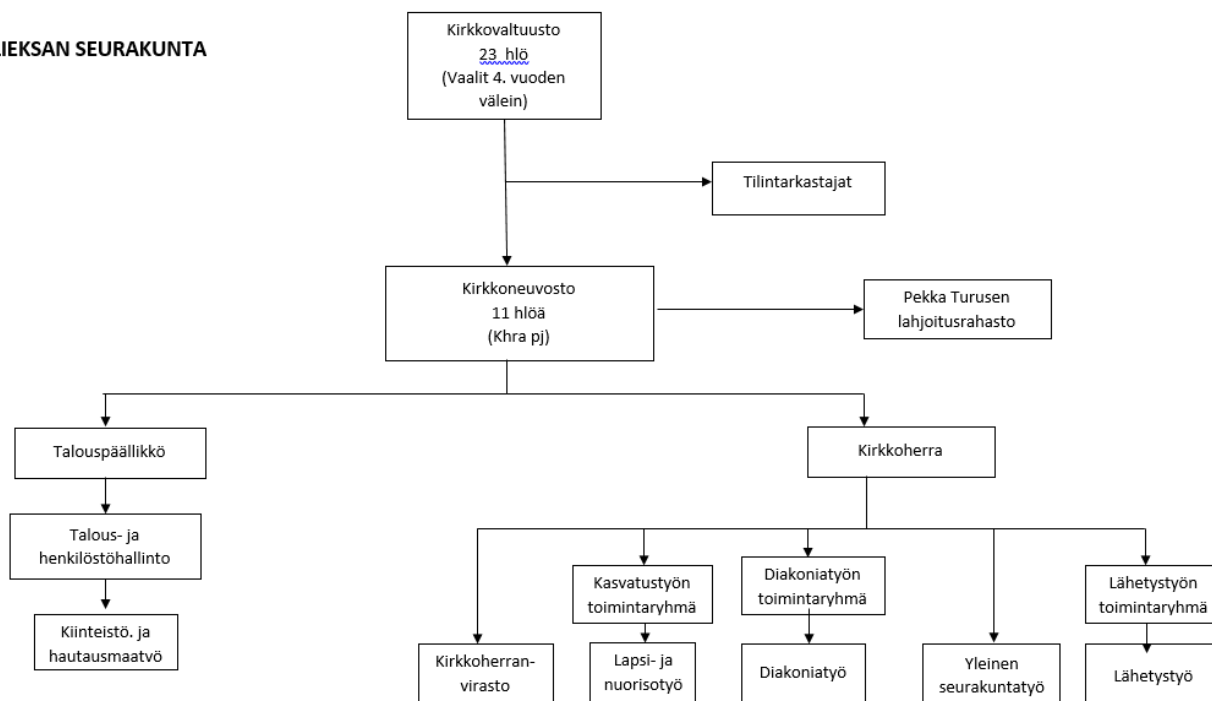 IEKSAN SEURAKUNTA
Kirkkovaltuusto
23 hlö
(Vaalit 4. vuoden
välein)
Tilintarkastajat
Kirkkoneuvosto
11 hlöä
(Khra pj)
Pekka Turusen
lahjoitusrahasto
Talouspäällikkö
Kirkkoherra
Talous- ja
henkilöstöhallinto
Kiinteistö. ja
hautausmaatvö
Kasvatustyön
toimintaryhmä
Diakoniatyön
toimintaryhmä
Lähetystyön
toimintaryhmä
Kirkkoherran-
virasto
Lapsi- ja
nuorisotyö
Diakoniatyö
Yleinen
seurakuntatyö
Lähetystyö